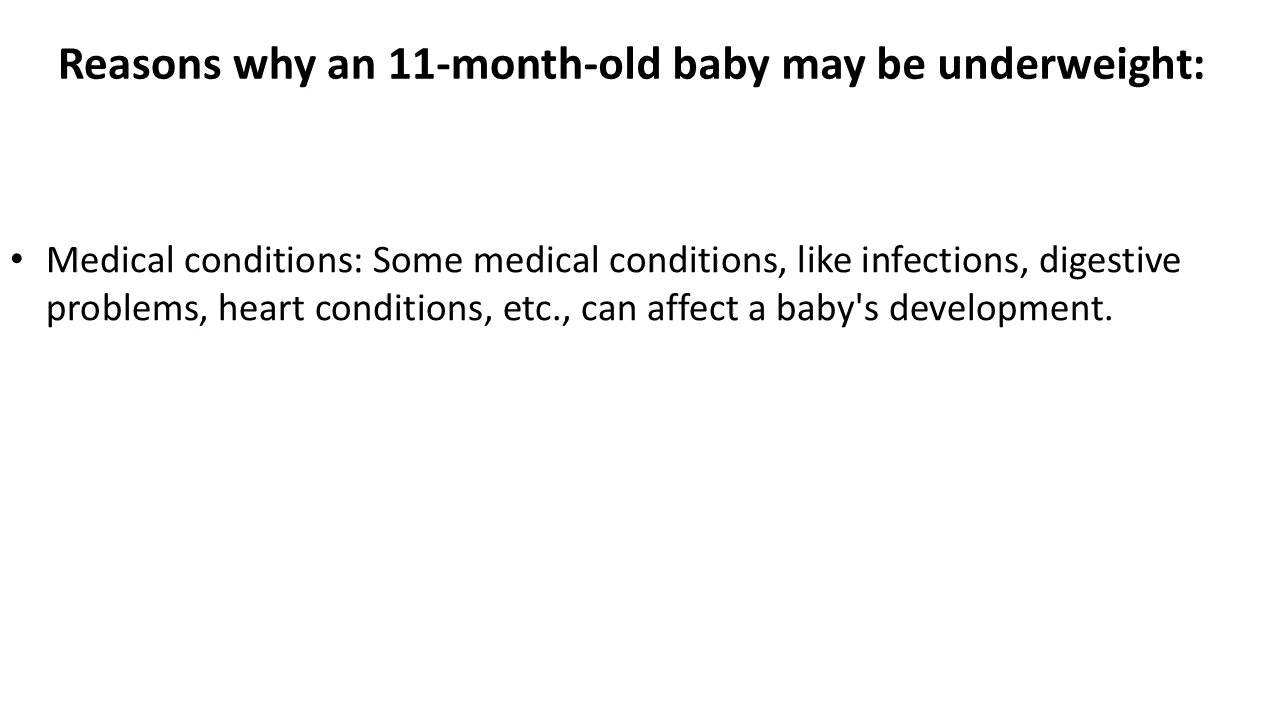 Reasons why an 11-month-old baby may be underweight:
• Medical conditions: Some medical conditions, like infections, digestive
problems, heart conditions, etc., can affect a baby's development.